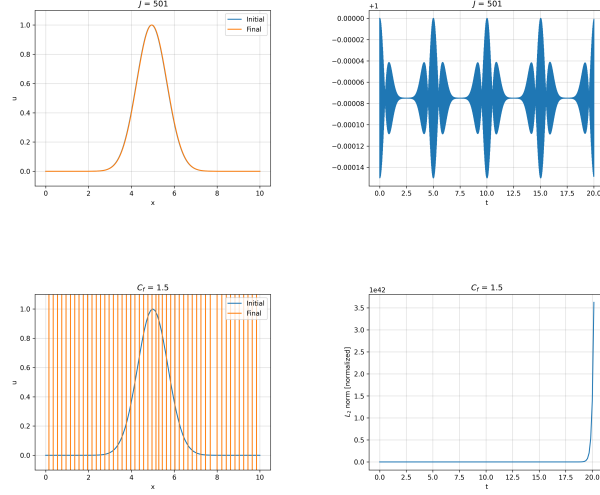 J = 501
Initial
Final
u
1.0
0.8
0.6
0.4
0.2
0.0
0 2 4 6 8 10
x
J = 501
+1
0.00000
−0.00002
−0.00004
−0.00006
−0.00008
−0.00010
−0.00012
−0.00014
0.0 2.5 5.0 7.5 10.0 12.5 15.0 17.5 20.0
t
Cf = 1.5
Initial
Final
u
1.0
0.8
0.6
0.4
0.2
0.0
0 2 4 6 8 10
x
Cf = 1.5
1e42
L2 norm [normalized]
3.5
3.0
2.5
2.0
1.5
1.0
0.5
0.0
0.0 2.5 5.0 7.5 10.0 12.5 15.0 17.5 20.0
t